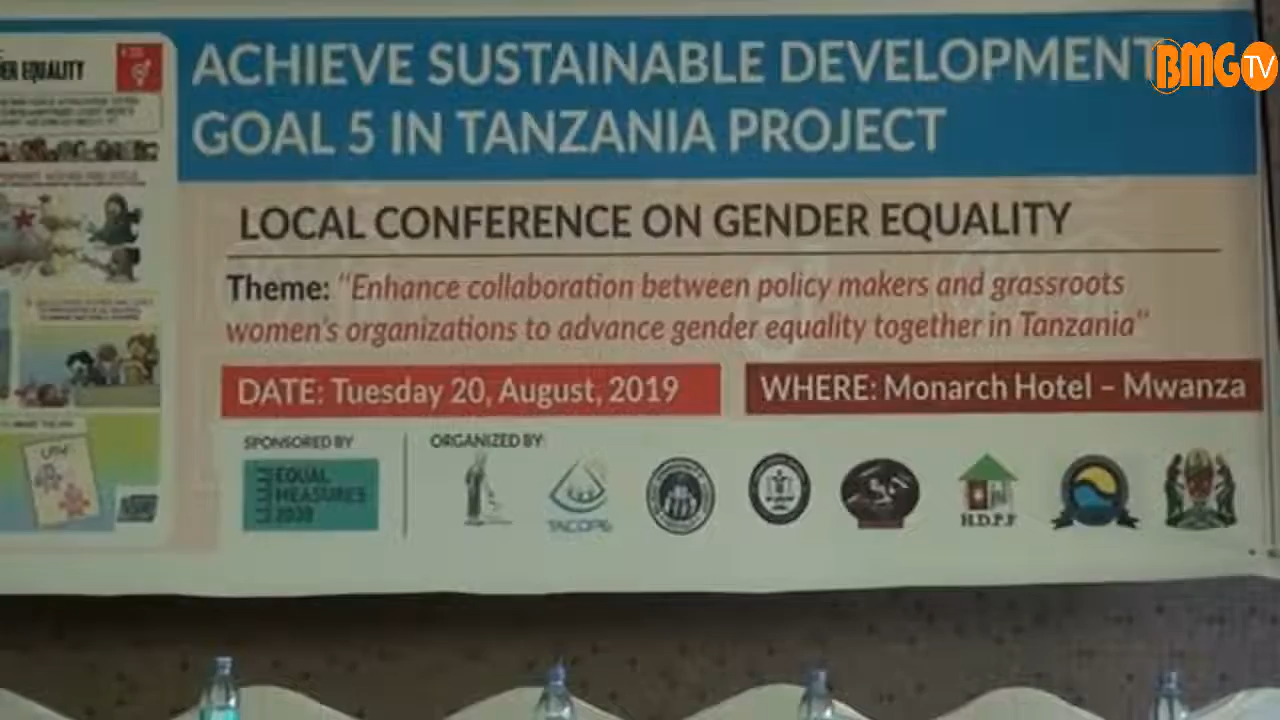 BMG TV
ER EQUALITY
ACHIEVE SUSTAINABLE DEVELOPMENT
GOAL 5 IN TANZANIA PROJECT
LOCAL CONFERENCE ON GENDER EQUALITY
Theme: "Enhance collaboration between policy makers and grassroots
women's organizations to advance gender equality together in Tanzania"
DATE: Tuesday 20, August, 2019
WHERE: Monarch Hotel – Mwanza
SPONSORED BY
ORGANIZED BY:
EQUAL
MEASURES
2030
H.D.P.F